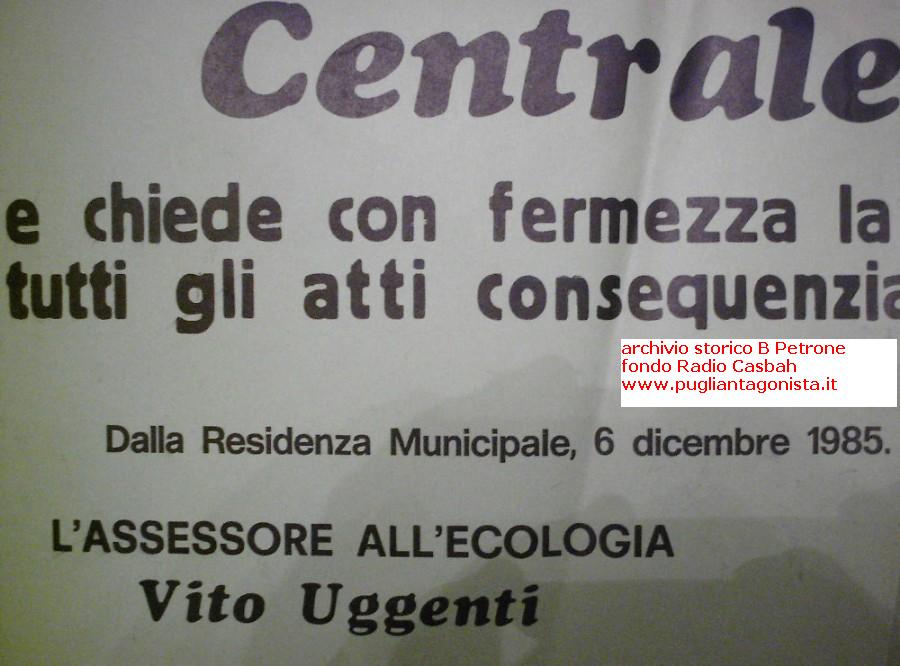 Centrale
e chiede con fermezza la
tutti gli atti consequenzia
archivio storico B Petrone
fondo Radio Casbah
www.pugliantagonista.it
Dalla Residenza Municipale, 6 dicembre 1985.
L'ASSESSORE ALL'ECOLOGIA
Vito Uggenti